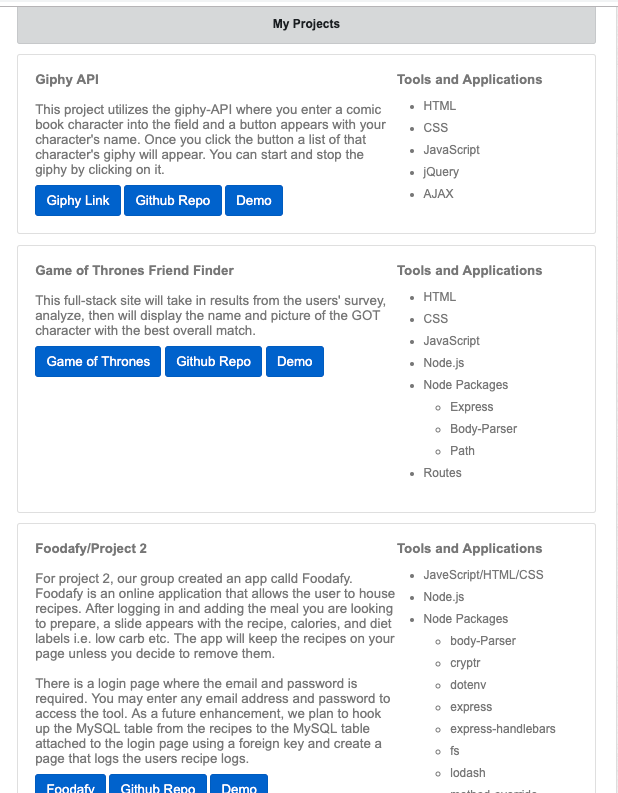 My Projects
Giphy API
This project utilizes the giphy-API where you enter a comic
book character into the field and a button appears with your
character's name. Once you click the button a list of that
character's giphy will appear. You can start and stop the
giphy by clicking on it.
Giphy Link Github Repo Demo
Tools and Applications
HTML
CSS
JavaScript
jQuery
AJAX
Game of Thrones Friend Finder
This full-stack site will take in results from the users' survey,
analyze, then will display the name and picture of the GOT
character with the best overall match.
Game of Thrones Github Repo Demo
Tools and Applications
HTML
CSS
JavaScript
Node.js
Node Packages
Express
Body-Parser
Path
Routes
Foodafy/Project 2
For project 2, our group created an app calld Foodafy.
Foodafy is an online application that allows the user to house
recipes. After logging in and adding the meal you are looking
to prepare, a slide appears with the recipe, calories, and diet
labels i.e. low carb etc. The app will keep the recipes on your
page unless you decide to remove them.
There is a login page where the email and password is
required. You may enter any email address and password to
access the tool. As a future enhancement, we plan to hook
up the MySQL table from the recipes to the MySQL table
attached to the login page using a foreign key and create a
page that logs the users recipe logs.
Foodafy Github Repo Demo
Tools and Applications
JaveScript/HTML/CSS
Node.js
Node Packages
body-Parser
cryptr
dotenv
express
express-handlebars
fs
lodash
method-override